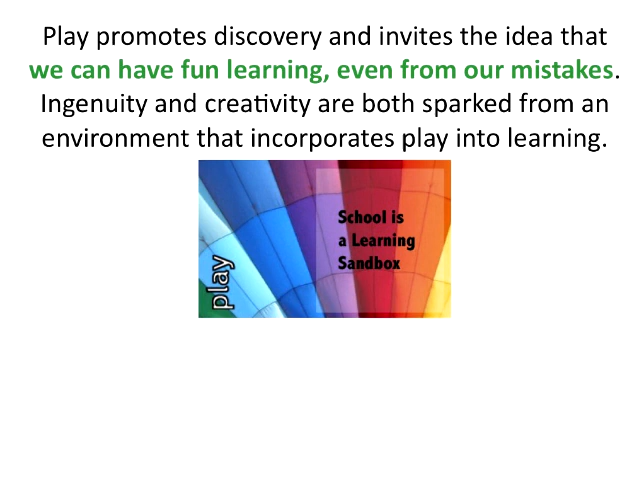 Play promotes discovery and invites the idea that
we can have fun learning, even from our mistakes.
Ingenuity and creativity are both sparked from an
environment that incorporates play into learning.
School is
a Learning
Sandbox
play